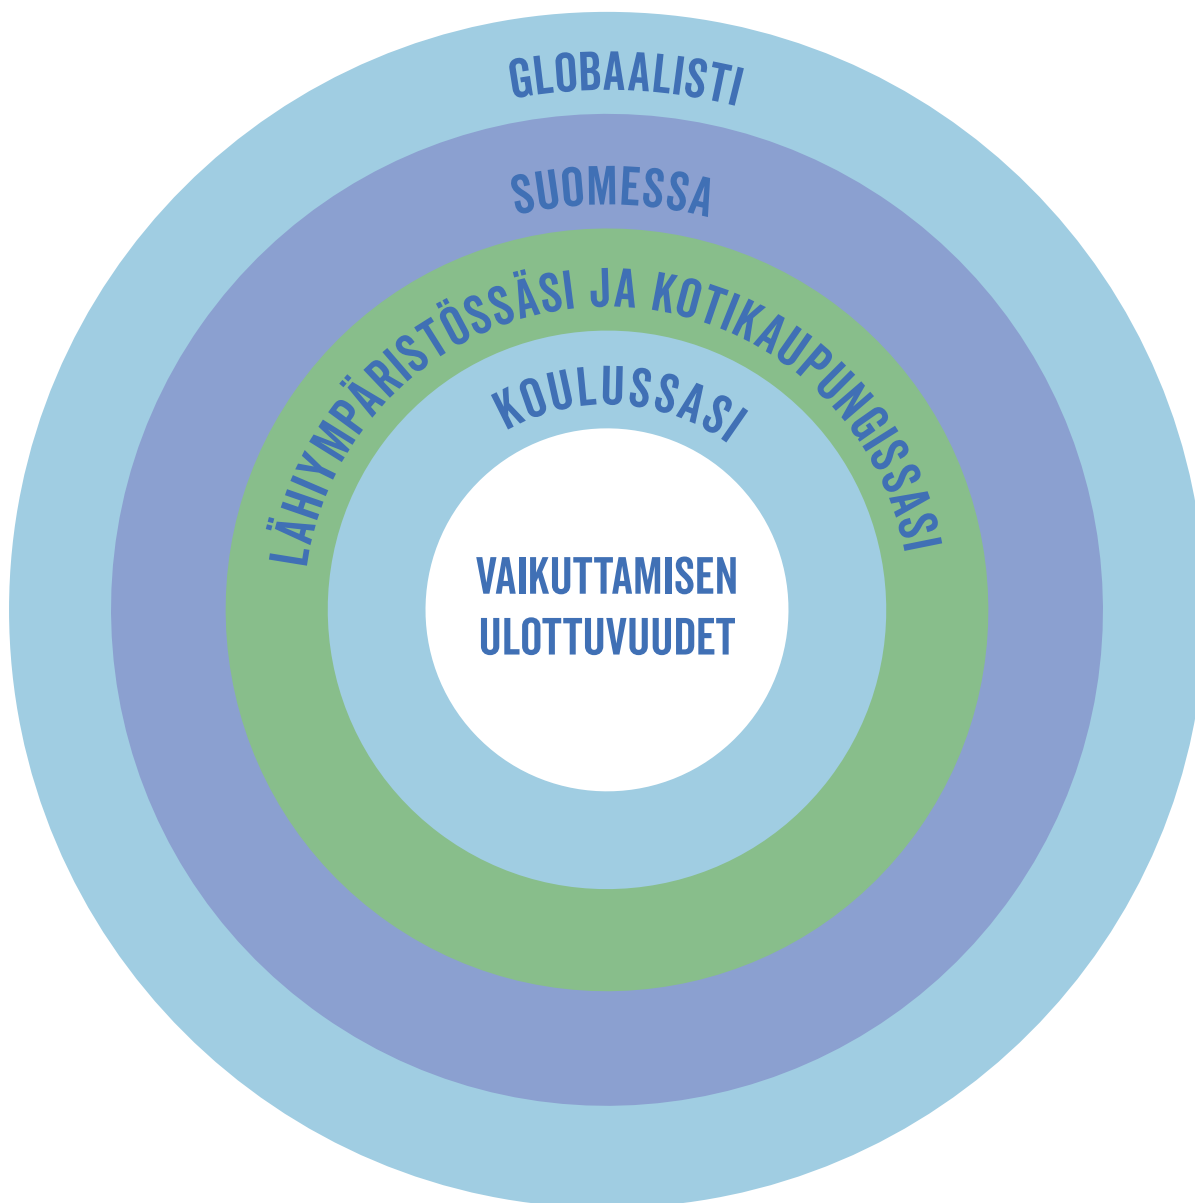 GLOBAALISTI
SUOMESSA
LÄHIYMPÄRISTÖSSÄSI JA KOTIKAUPUNGISSASI
KOULUSSASI
VAIKUTTAMISEN
ULOTTUVUUDET